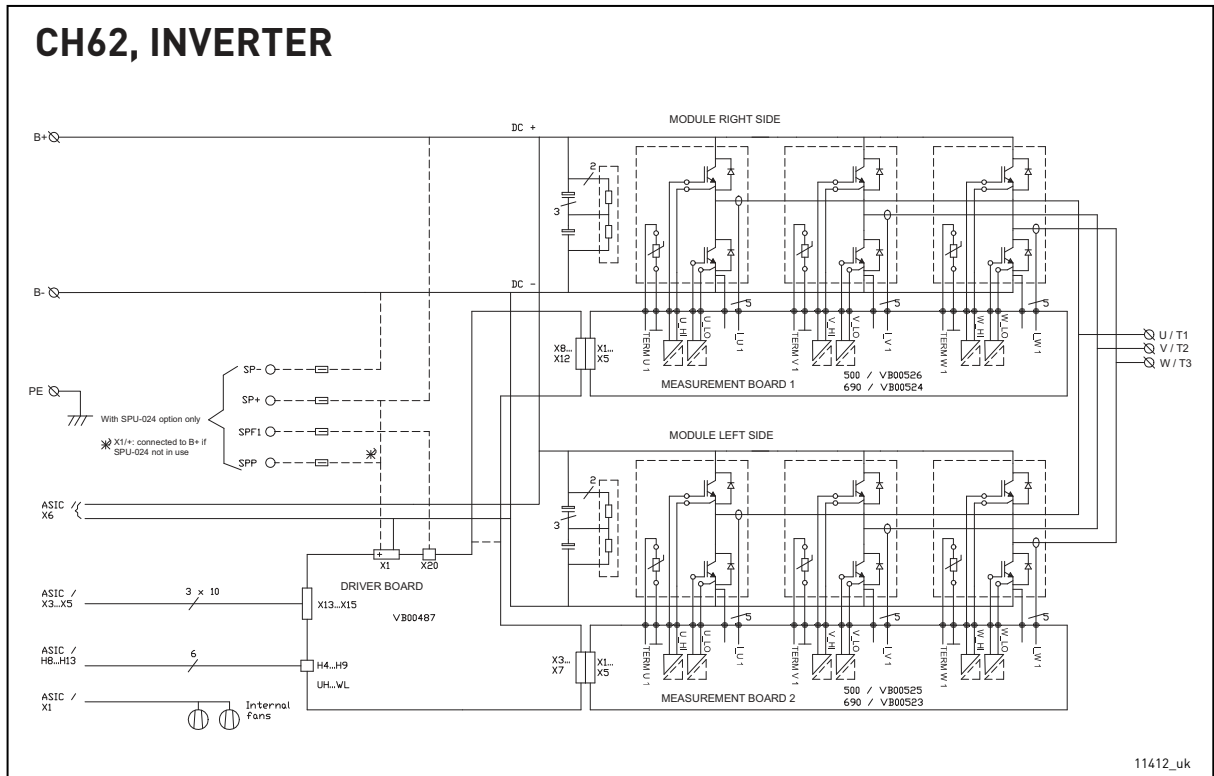 CH62, INVERTER
MODULE RIGHT SIDE
B+
DC +
2
3
B-
DC -
5
5
5
TERM U 1
U_HI
U_LO
I_U 1
TERM V 1
V_HI
V_LO
I_V 1
TERM W 1
W_HI
W_LO
I_W 1
X8...
X12
X1...
X5
MEASUREMENT BOARD 1
500 / VB00526
690 / VB00524
U / T1
V / T2
W / T3
PE
SP-
SP+
SPF1
SPP
With SPU-024 option only
X1/+: connected to B+ if
SPU-024 not in use
MODULE LEFT SIDE
2
3
ASIC /
X6
+
X1
X20
DRIVER BOARD
VB00487
ASIC /
X3...X5
3 x 10
X13...X15
ASIC /
H8...H13
6
H4...H9
UH...WL
ASIC /
X1
Internal
fans
5
5
5
TERM U 1
U_HI
U_LO
I_U 1
TERM V 1
V_HI
V_LO
I_V 1
TERM W 1
W_HI
W_LO
I_W 1
X3...
X7
X1...
X5
MEASUREMENT BOARD 2
500 / VB00525
690 / VB00523
11412_uk